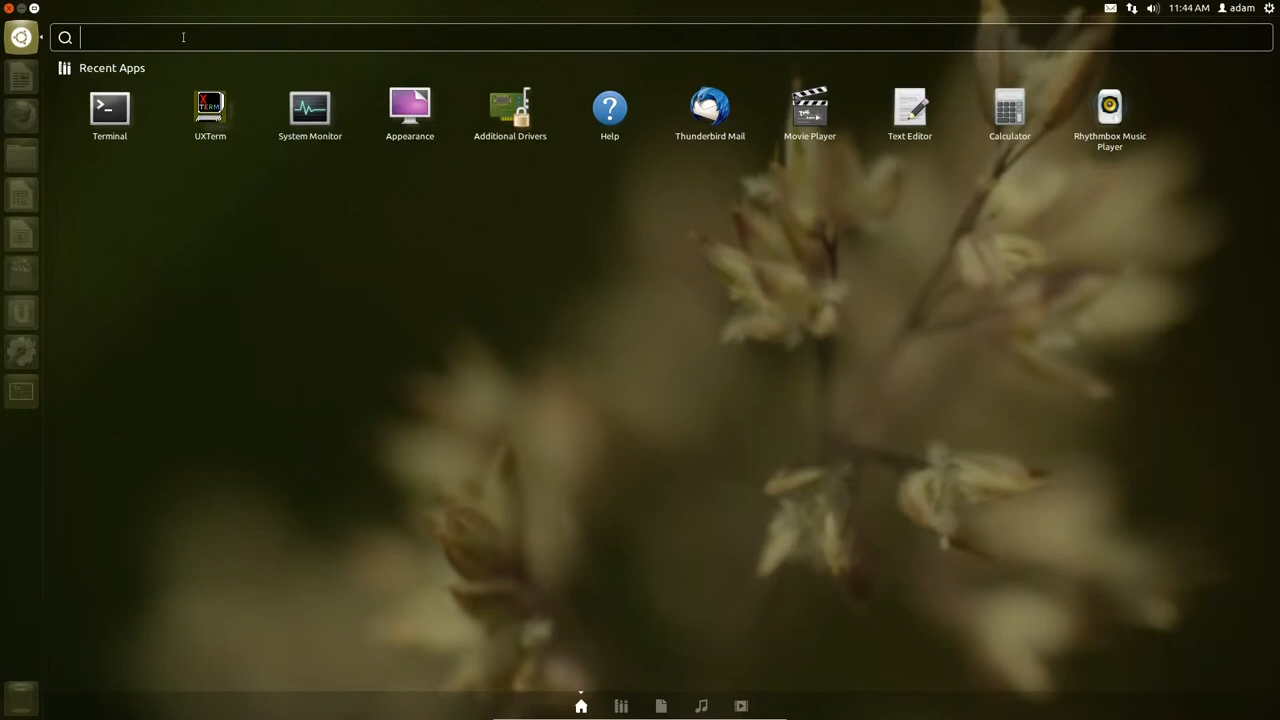 11:44 AM adam
Recent Apps
Terminal UXTerm System Monitor Appearance Additional Drivers Help Thunderbird Mail Movie Player Text Editor Calculator Rhythmbox Music
Player